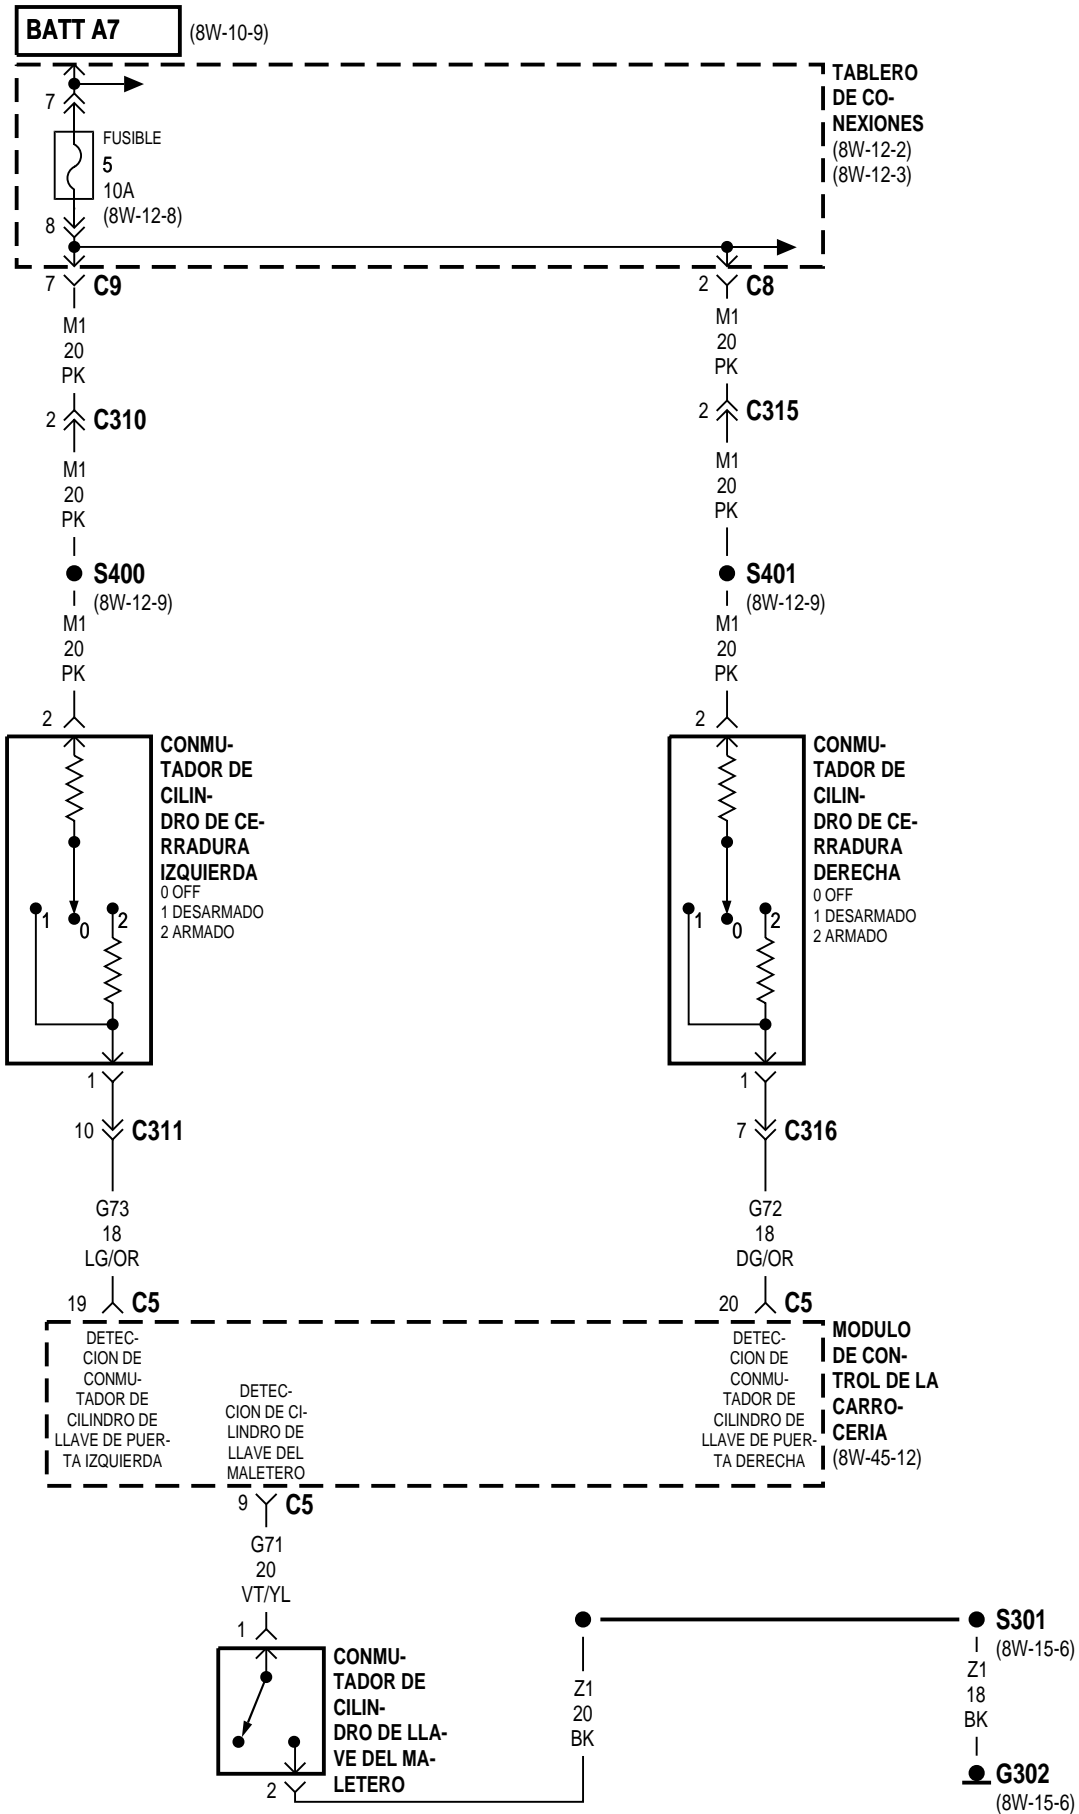 BATT A7
(8W-10-9)
TABLERO
DE CO-
NEXIONES
(8W-12-2)
(8W-12-3)
7
FUSIBLE
5
10A
(8W-12-8)
8
7 C9
2 C8
M1
20
PK
M1
20
PK
2 C310
2 C315
M1
20
PK
M1
20
PK
S400
(8W-12-9)
S401
(8W-12-9)
M1
20
PK
M1
20
PK
2
CONMU-
TADOR DE
CILIN-
DRO DE CE-
RRADURA
IZQUIERDA
0 OFF
1 DESARMADO
2 ARMADO
1
0
2
2
CONMU-
TADOR DE
CILIN-
DRO DE CE-
RRADURA
DERECHA
0 OFF
1 DESARMADO
2 ARMADO
1
0
2
1
1
10 C311
7 C316
G73
18
LG/OR
G72
18
DG/OR
19 C5
20 C5
DETEC-
CION DE
CONMU-
TADOR DE
CILINDRO DE
LLAVE DE PUER-
TA IZQUIERDA
DETEC-
CION DE CI-
LINDRO DE
LLAVE DEL
MALETERO
DETEC-
CION DE
CONMU-
TADOR DE
CILINDRO DE
LLAVE DE PUER-
TA DERECHA
MODULO
DE CON-
TROL DE LA
CARRO-
CERIA
(8W-45-12)
9 C5
G71
20
VT/YL
1
CONMU-
TADOR DE
CILIN-
DRO DE LLA-
VE DEL MA-
LETERO
2
Z1
20
BK
S301
(8W-15-6)
Z1
18
BK
G302
(8W-15-6)